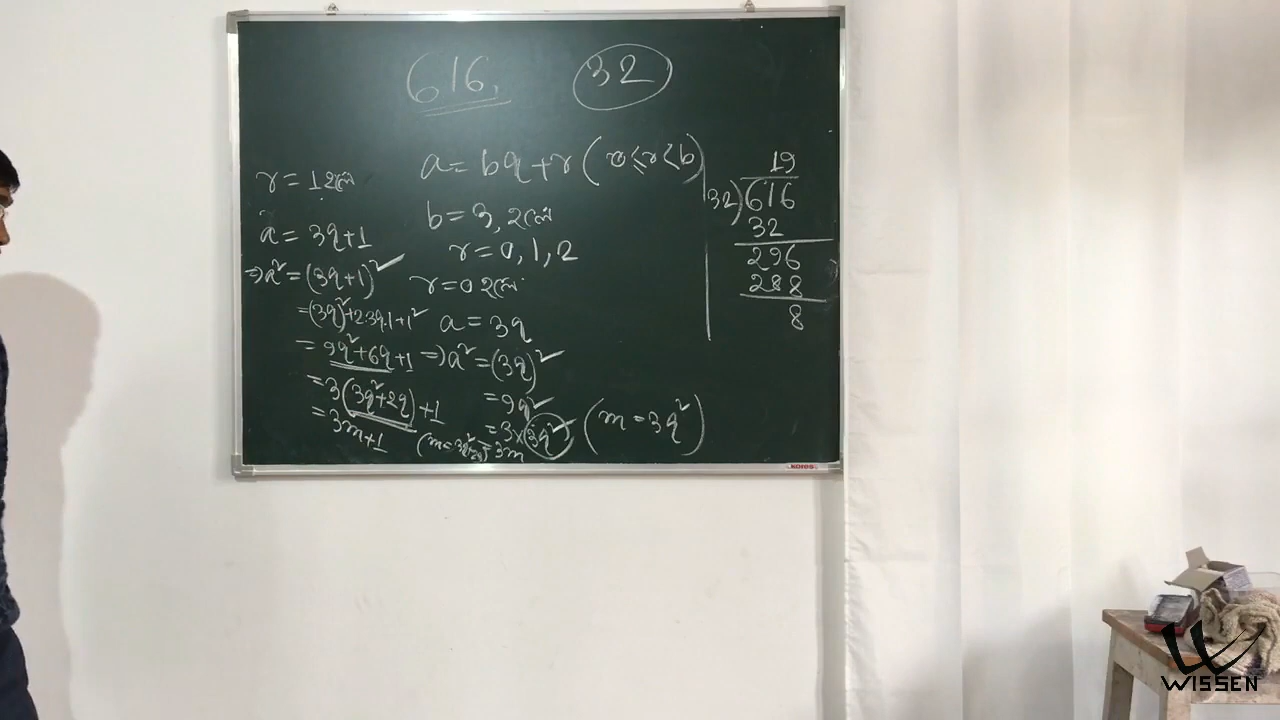 616, 32
a = bq + r ( 0 ≤ r < b )
b = 3, হলে
r = 0, 1, 2
r = 0 হলে
a = 3q
⇒ a² = (3q)²
= 9q²
= 3 × 3q² (m = 3q²)
= 3m
r = 1 হলে
a = 3q+1
⇒ a² = (3q+1)²
= (3q)² + 2.3q.1 + 1²
= 9q² + 6q + 1
= 3(3q² + 2q) + 1
= 3m + 1 (m = 3q²+2q)
19
32)616
32
296
288
8
kores
WISSEN